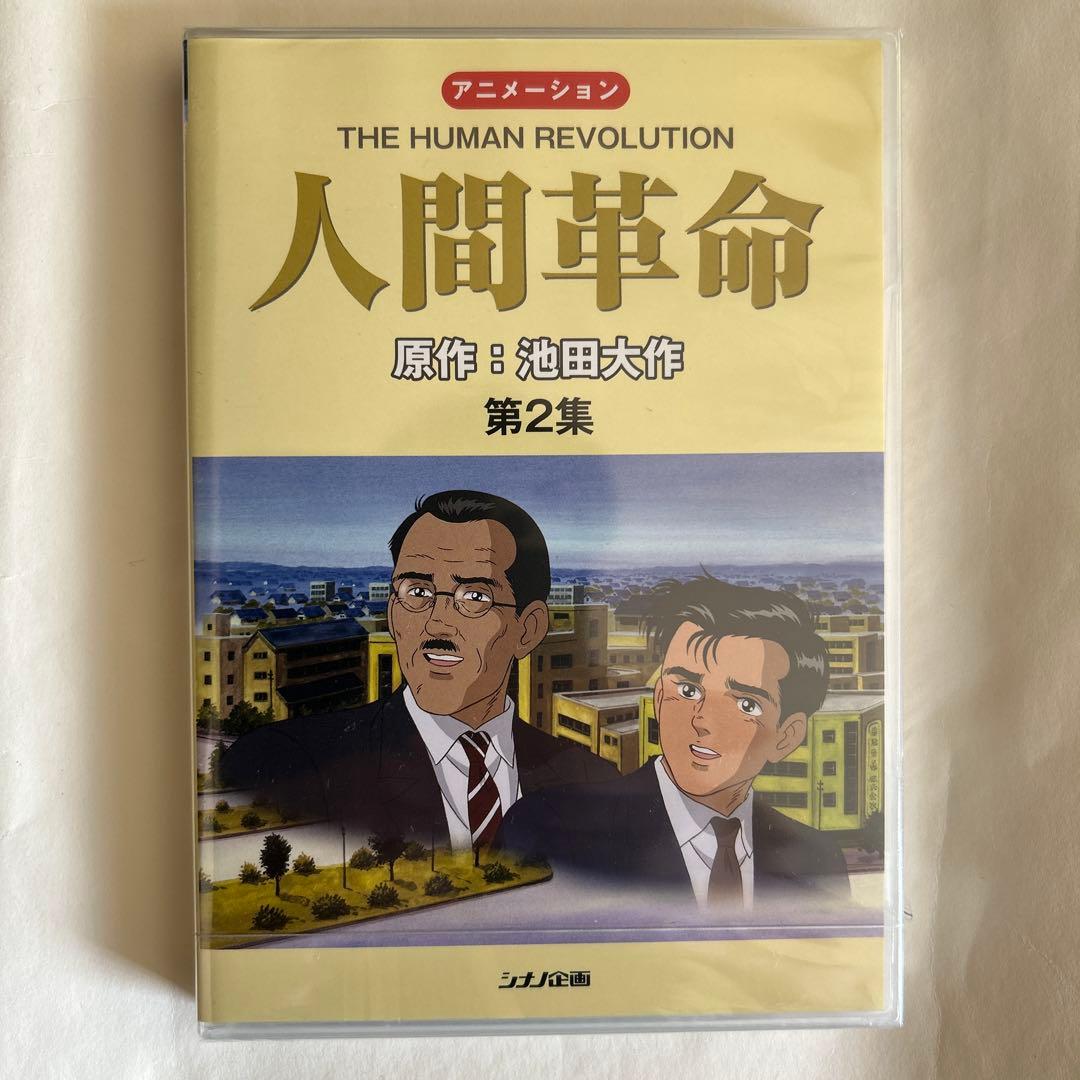 アニメーション
THE HUMAN REVOLUTION
人間革命
原作：池田大作
第2集
シナノ企画